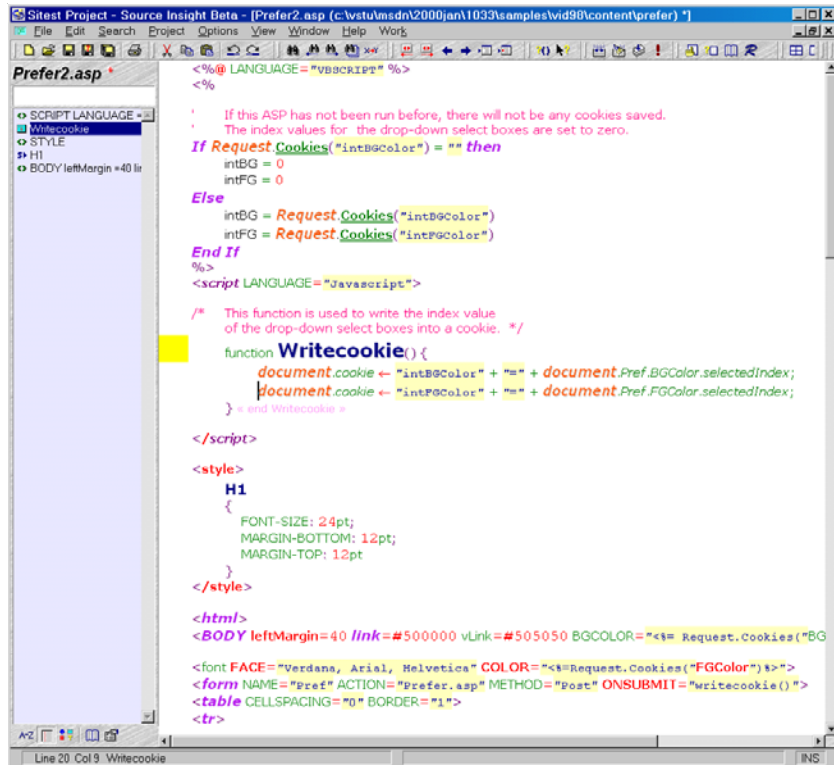 Sitest Project - Source Insight Beta - [Prefer2.asp (c:\vstu\msdn\2000jan\1033\samples\vid98\content\prefer) *]
File Edit Search Project Options View Window Help Work
Prefer2.asp *
SCRIPT LANGUAGE =
Writecookie
STYLE
H1
BODY leftMargin =40 lin
<%@ LANGUAGE="VBSCRIPT" %>
<%
' If this ASP has not been run before, there will not be any cookies saved.
' The index values for the drop-down select boxes are set to zero.
If Request.Cookies("intBGColor") = "" then
intBG = 0
intFG = 0
Else
intBG = Request.Cookies("intBGColor")
intFG = Request.Cookies("intFGColor")
End If
%>
<script LANGUAGE="Javascript">
/* This function is used to write the index value
of the drop-down select boxes into a cookie. */
function Writecookie() {
document.cookie ← "intBGColor" + "=" + document.Pref.BGColor.selectedIndex;
document.cookie ← "intFGColor" + "=" + document.Pref.FGColor.selectedIndex;
} « end Writecookie »
</script>
<style>
H1
{
FONT-SIZE: 24pt;
MARGIN-BOTTOM: 12pt;
MARGIN-TOP: 12pt
}
</style>
<html>
<BODY leftMargin=40 link=#500000 vLink=#505050 BGCOLOR="<%= Request.Cookies("BG
<font FACE="Verdana, Arial, Helvetica" COLOR="<%=Request.Cookies("FGColor")%>">
<form NAME="Pref" ACTION="Prefer.asp" METHOD="Post" ONSUBMIT="writecookie()">
<table CELLSPACING="0" BORDER="1">
<tr>
A-Z
Line 20 Col 9 Writecookie
INS